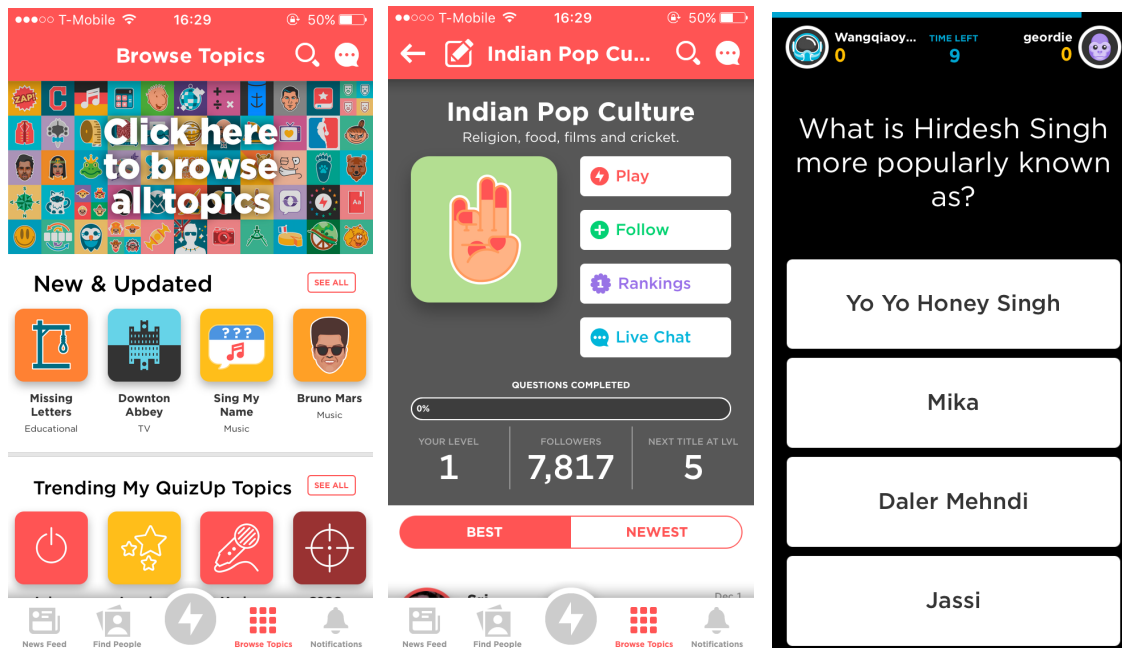 T-Mobile 16:29 50%
Browse Topics
ZAP!
Click here
to browse
all topics
New & Updated
SEE ALL
???
Missing
Letters
Educational
Downton
Abbey
TV
Sing My
Name
Music
Bruno Mars
Music
Trending My QuizUp Topics
SEE ALL
News Feed
Find People
Browse Topics
Notifications
T-Mobile 16:29 50%
Indian Pop Cu...
Indian Pop Culture
Religion, food, films and cricket.
Play
Follow
1 Rankings
Live Chat
QUESTIONS COMPLETED
0%
YOUR LEVEL
1
FOLLOWERS
7,817
NEXT TITLE AT LVL
5
BEST
NEWEST
Dec 1
News Feed
Find People
Browse Topics
Notifications
Wangqiaoy...
0
TIME LEFT
9
geordie
0
What is Hirdesh Singh
more popularly known
as?
Yo Yo Honey Singh
Mika
Daler Mehndi
Jassi